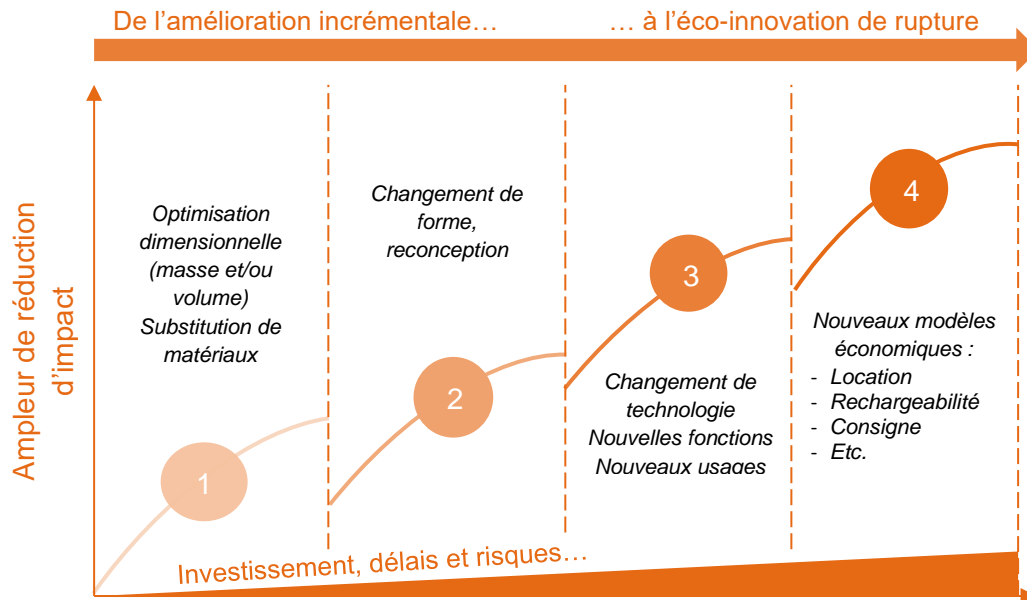 De l'amélioration incrémentale…
… à l'éco-innovation de rupture
Ampleur de réduction
d'impact
Optimisation
dimensionnelle
(masse et/ou
volume)
Substitution de
matériaux
1
Changement de
forme,
reconception
2
3
Changement de
technologie
Nouvelles fonctions
Nouveaux usages
4
Nouveaux modèles
économiques :
- Location
- Rechargeabilité
- Consigne
- Etc.
Investissement, délais et risques…